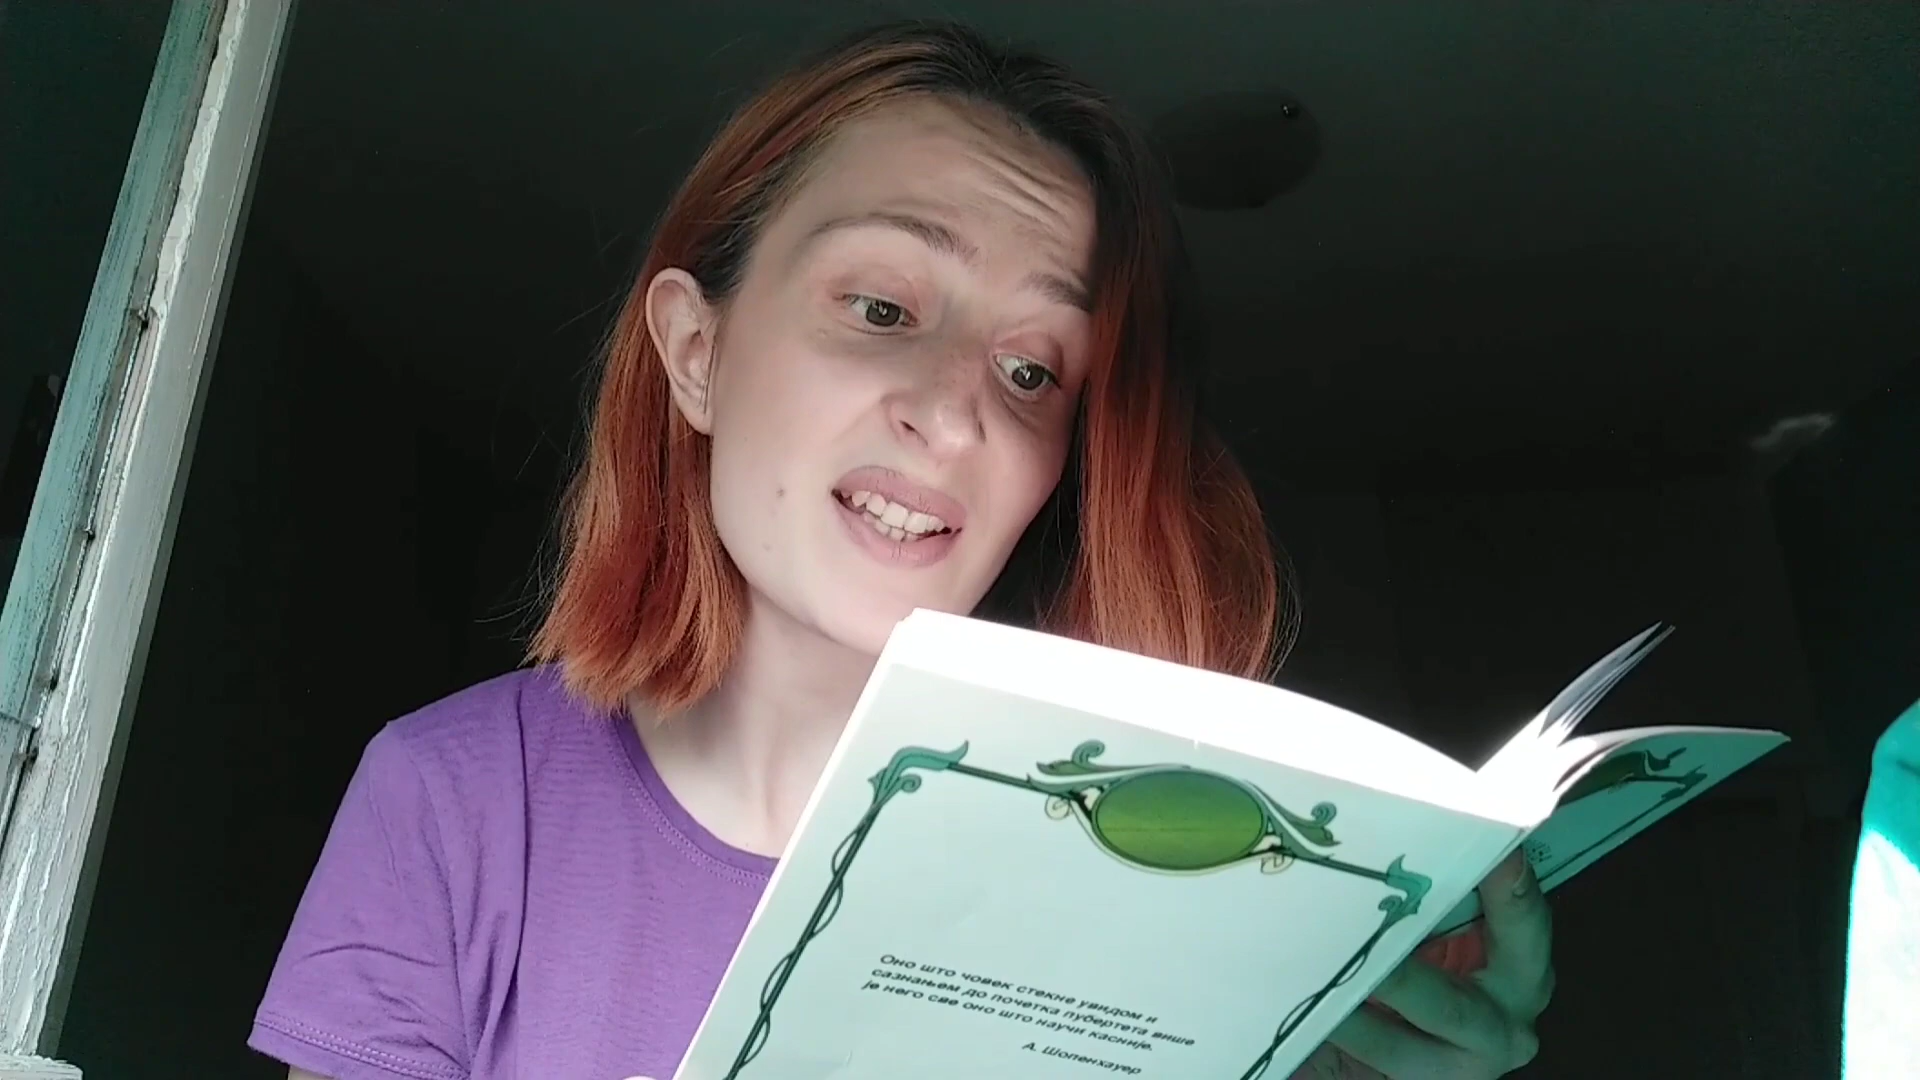 Оно што човек стекне увидом и
сазнањем до почетка пубертета више
је него све оно што научи касније.
А. Шопенхауер